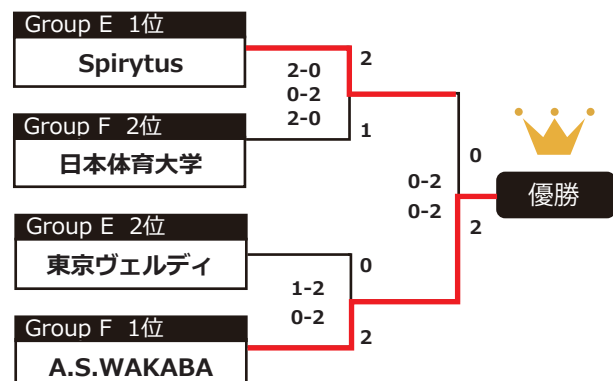 Group E 1位
Spirytus
2-0
0-2
2-0
2
1
Group F 2位
日本体育大学
0-2
0-2
0
2
優勝
Group E 2位
東京ヴェルディ
1-2
0-2
0
2
Group F 1位
A.S.WAKABA